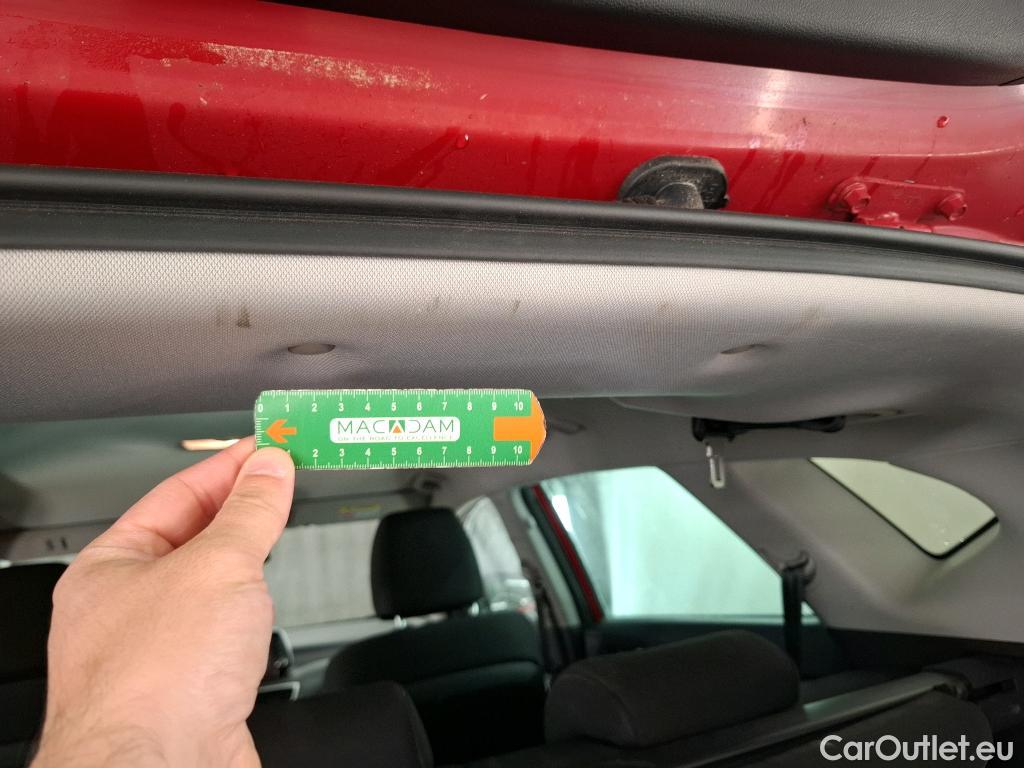 0 1 2 3 4 5 6 7 8 9 10
MACADAM
ON THE ROAD TO EXCELLENCE
1 2 3 4 5 6 7 8 9 10
CarOutlet.eu